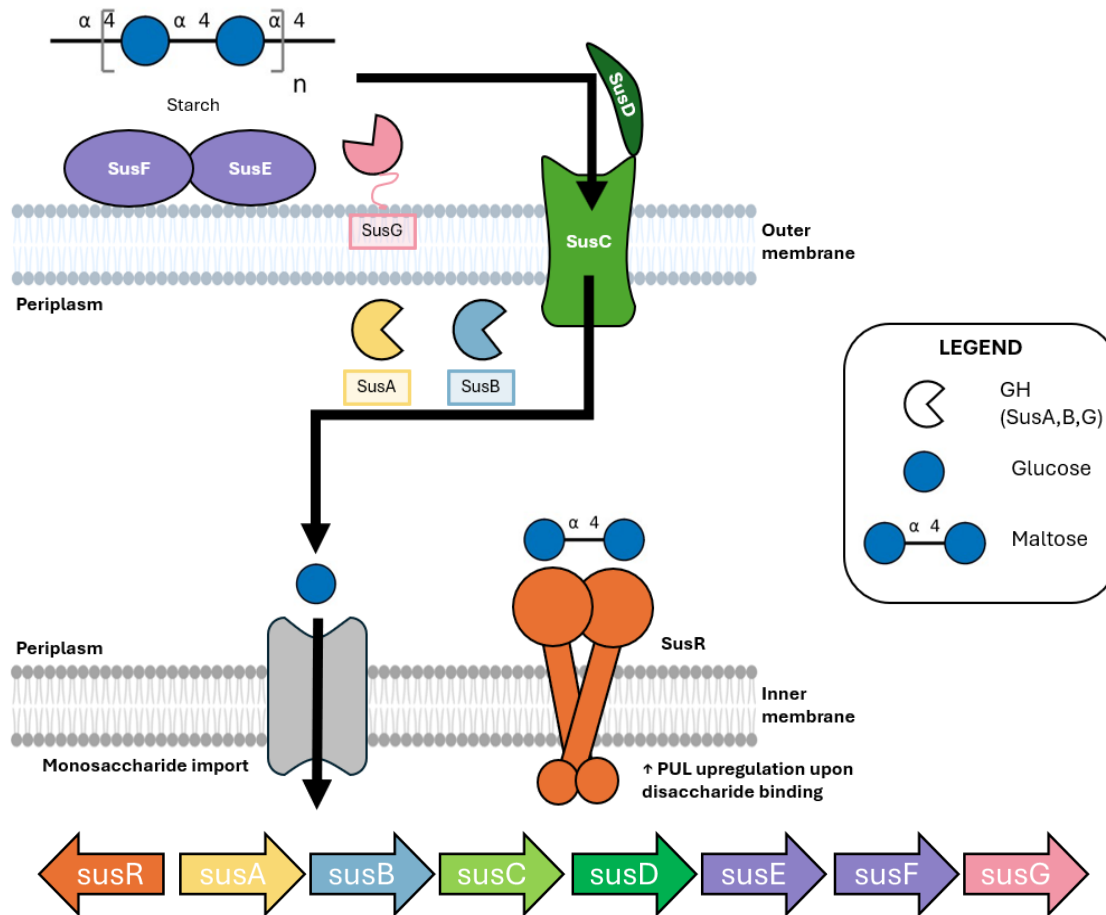 α 4 α 4 α 4
n
Starch
SusD
SusF
SusE
SusG
SusC
Outer
membrane
Periplasm
SusA
SusB
LEGEND
GH
(SusA,B,G)
Glucose
α 4
Maltose
α 4
Periplasm
SusR
Inner
membrane
Monosaccharide import
↑ PUL upregulation upon
disaccharide binding
susR susA susB susC susD susE susF susG